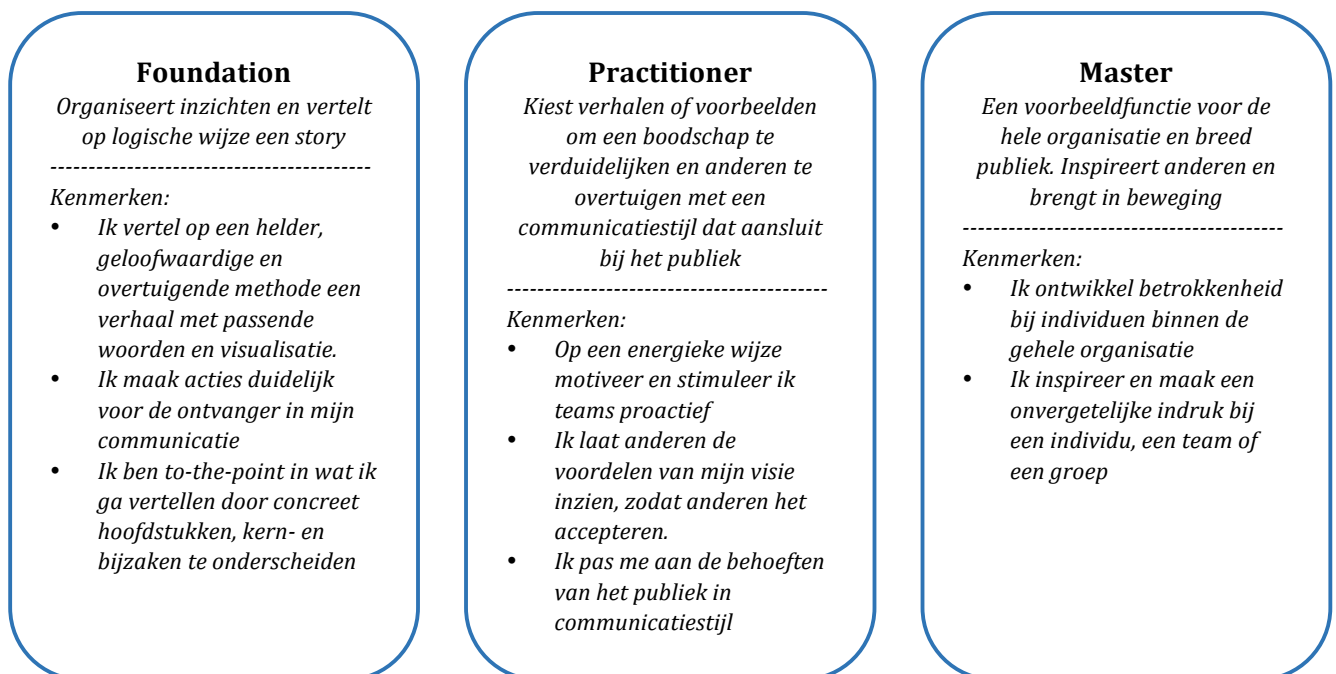 Foundation
Organiseert inzichten en vertelt
op logische wijze een story
------------------------------------------
Kenmerken:
• Ik vertel op een helder,
geloofwaardige en
overtuigende methode een
verhaal met passende
woorden en visualisatie.
• Ik maak acties duidelijk
voor de ontvanger in mijn
communicatie
• Ik ben to-the-point in wat ik
ga vertellen door concreet
hoofdstukken, kern- en
bijzaken te onderscheiden
Practitioner
Kiest verhalen of voorbeelden
om een boodschap te
verduidelijken en anderen te
overtuigen met een
communicatiestijl dat aansluit
bij het publiek
------------------------------------------
Kenmerken:
• Op een energieke wijze
motiveer en stimuleer ik
teams proactief
• Ik laat anderen de
voordelen van mijn visie
inzien, zodat anderen het
accepteren.
• Ik pas me aan de behoeften
van het publiek in
communicatiestijl
Master
Een voorbeeldfunctie voor de
hele organisatie en breed
publiek. Inspireert anderen en
brengt in beweging
------------------------------------------
Kenmerken:
• Ik ontwikkel betrokkenheid
bij individuen binnen de
gehele organisatie
• Ik inspireer en maak een
onvergetelijke indruk bij
een individu, een team of
een groep